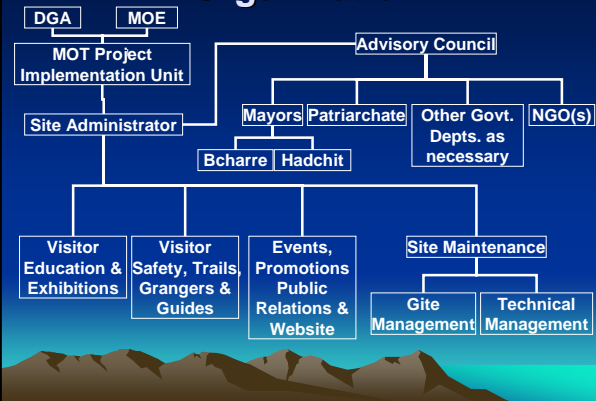 DGA
MOE
MOT Project
Implementation Unit
Advisory Council
Site Administrator
Mayors
Patriarchate
Other Govt.
Depts. as
necessary
NGO(s)
Bcharre
Hadchit
Visitor
Education &
Exhibitions
Visitor
Safety, Trails,
Grangers &
Guides
Events,
Promotions
Public
Relations &
Website
Site Maintenance
Gite
Management
Technical
Management